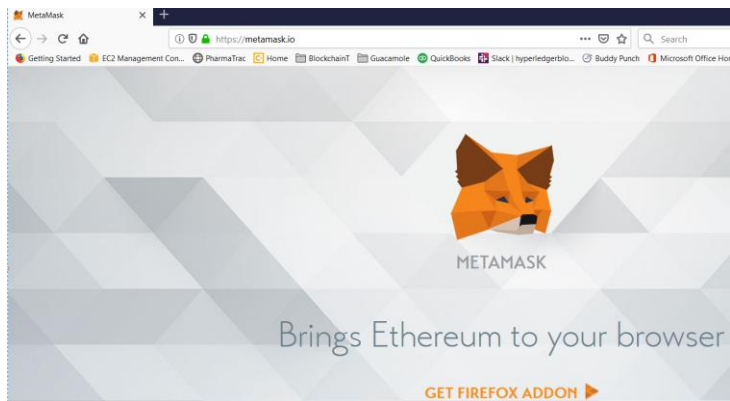 MetaMask
https://metamask.io
Search
Getting Started EC2 Management Con... PharmaTrac Home BlockchainT Guacamole QuickBooks Slack | hyperledgerblo... Buddy Punch Microsoft Office Hor
METAMASK
Brings Ethereum to your browser
GET FIREFOX ADDON